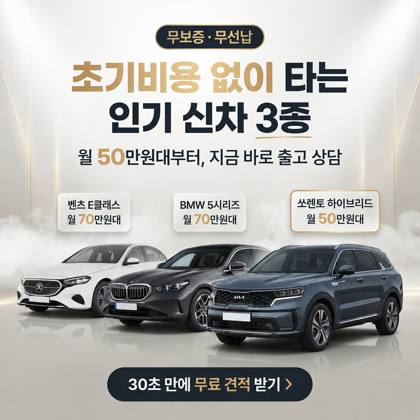 무보증·무선납
초기비용 없이 타는
인기 신차 3종
월 50만원대부터, 지금 바로 출고 상담
벤츠 E클래스
월 70만원대
BMW 5시리즈
월 70만원대
쏘렌토 하이브리드
월 50만원대
KIA
30초 만에 무료 견적 받기 >